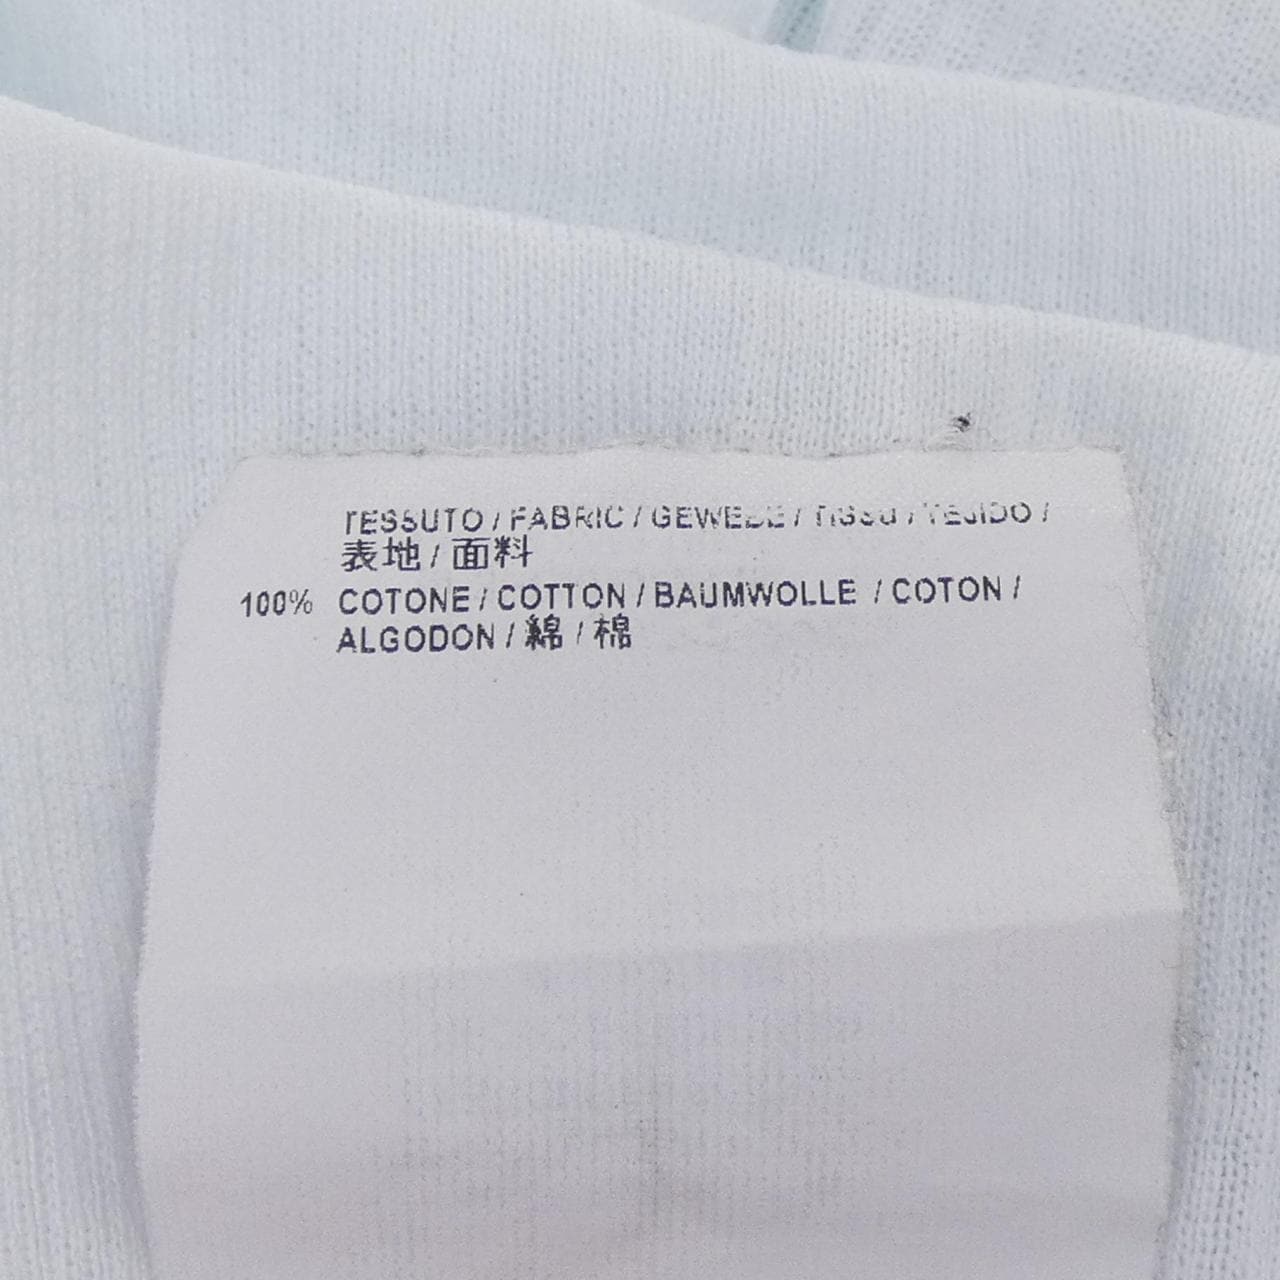 TESSUTO / FABRIC / GEWEBE / TISSU / TEJIDO /
表地 / 面料
100% COTONE / COTTON / BAUMWOLLE / COTON /
ALGODON / 綿 / 棉